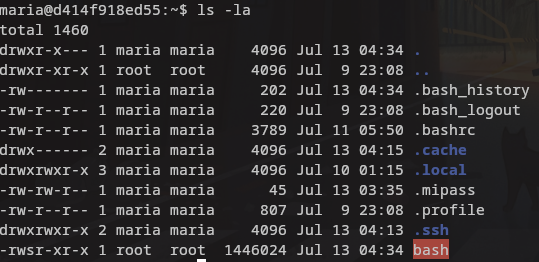 maria@d414f918ed55:~$ ls -la
total 1460
drwxr-x--- 1 maria maria    4096 Jul 13 04:34 .
drwxr-xr-x 1 root  root     4096 Jul  9 23:08 ..
-rw------- 1 maria maria     202 Jul 13 04:34 .bash_history
-rw-r--r-- 1 maria maria     220 Jul  9 23:08 .bash_logout
-rw-r--r-- 1 maria maria    3789 Jul 11 05:50 .bashrc
drwx------ 2 maria maria    4096 Jul 13 04:15 .cache
drwxrwxr-x 3 maria maria    4096 Jul 10 01:15 .local
-rw-rw-r-- 1 maria maria      45 Jul 13 03:35 .mipass
-rw-r--r-- 1 maria maria     807 Jul  9 23:08 .profile
drwxrwxr-x 2 maria maria    4096 Jul 13 04:13 .ssh
-rwsr-xr-x 1 root  root  1446024 Jul 13 04:34 bash